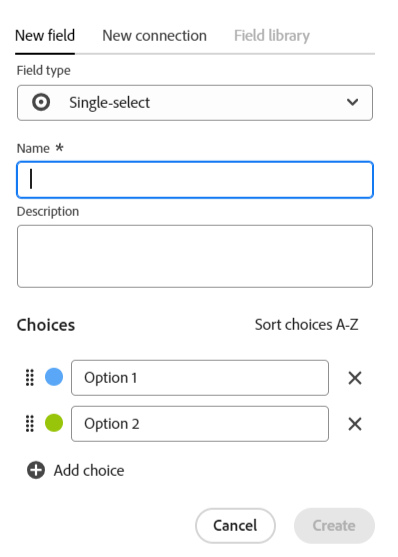 New field New connection Field library
Field type
Single-select
Name *
Description
Choices Sort choices A-Z
Option 1
Option 2
Add choice
Cancel Create